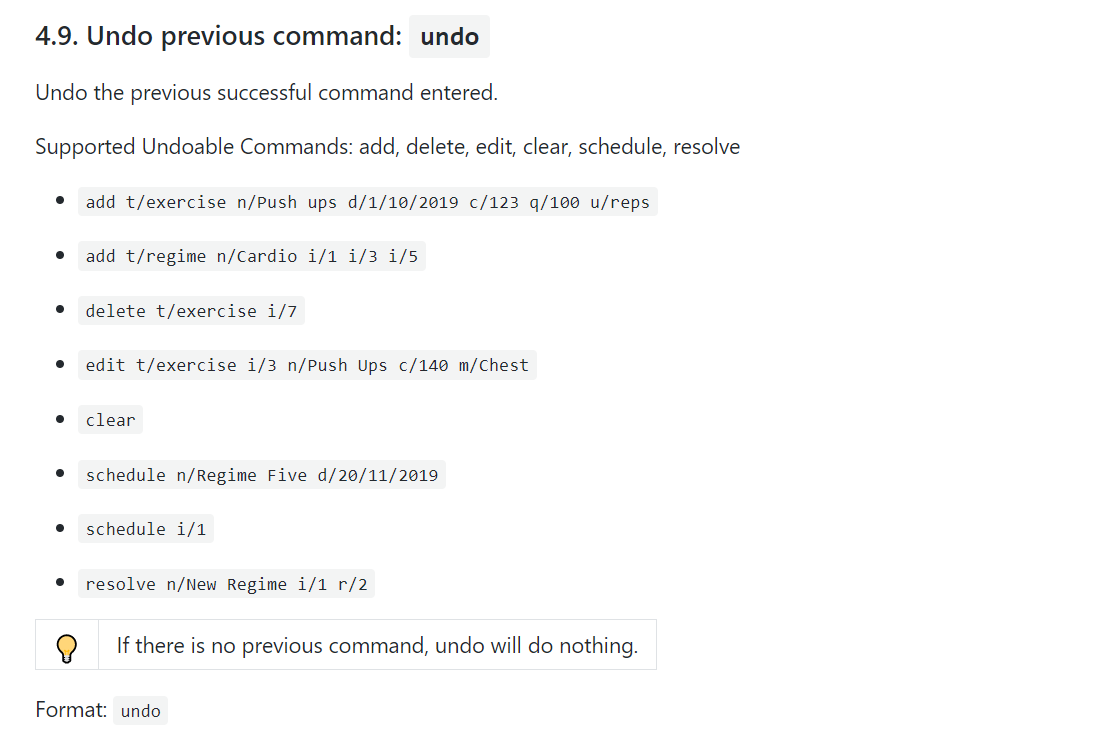 4.9. Undo previous command: undo
Undo the previous successful command entered.
Supported Undoable Commands: add, delete, edit, clear, schedule, resolve
add t/exercise n/Push ups d/1/10/2019 c/123 q/100 u/reps
add t/regime n/Cardio i/1 i/3 i/5
delete t/exercise i/7
edit t/exercise i/3 n/Push Ups c/140 m/Chest
clear
schedule n/Regime Five d/20/11/2019
schedule i/1
resolve n/New Regime i/1 r/2
If there is no previous command, undo will do nothing.
Format: undo